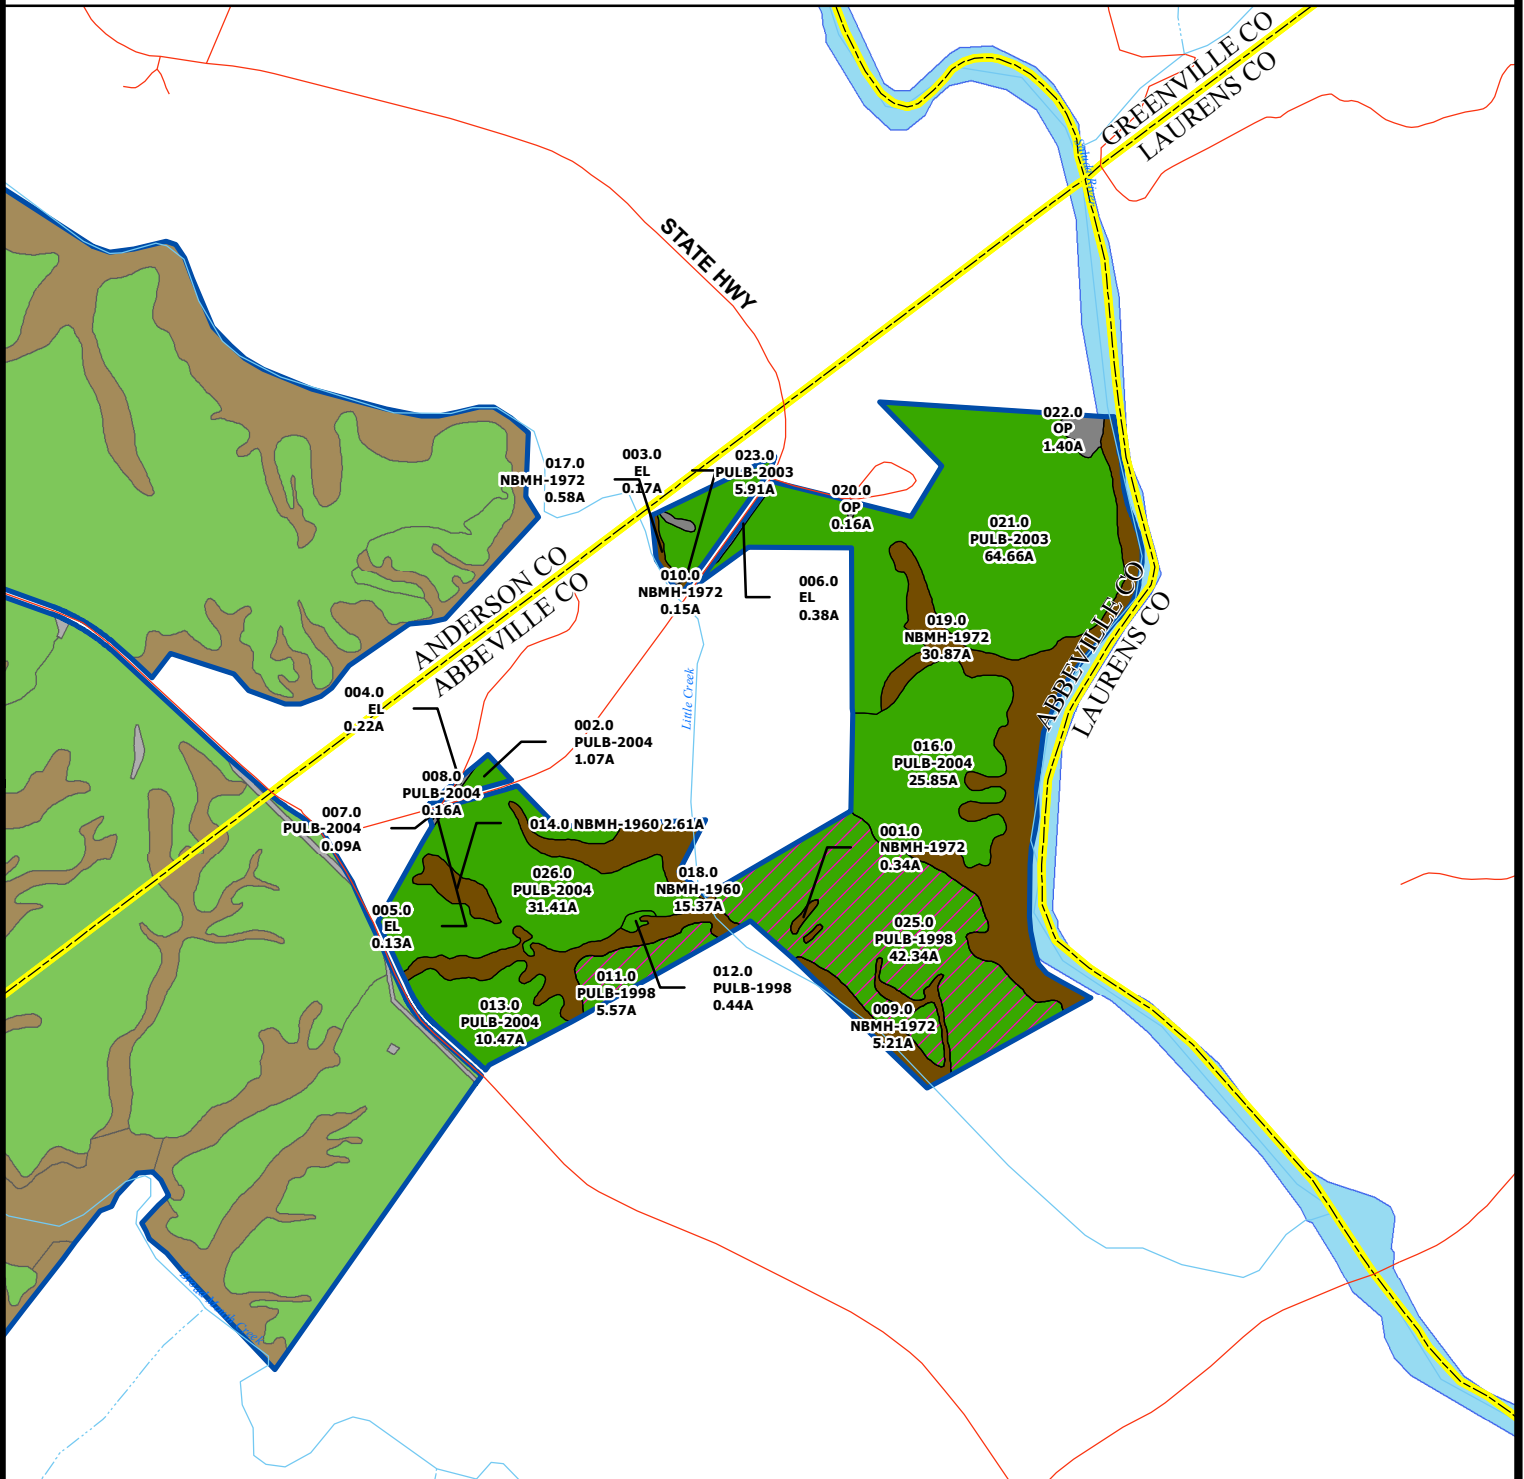 GREENVILLE CO
LAURENS CO
Saluda River
STATE HWY
022.0
OP
1.40A
017.0
NBMH-1972
0.58A
003.0
EL
0.17A
023.0
PULB-2003
5.91A
020.0
OP
0.16A
021.0
PULB-2003
64.66A
010.0
NBMH-1972
0.15A
006.0
EL
0.38A
ANDERSON CO
ABBEVILLE CO
019.0
NBMH-1972
30.87A
ABBEVILLE CO
LAURENS CO
Little Creek
004.0
EL
0.22A
002.0
PULB-2004
1.07A
016.0
PULB-2004
25.85A
008.0
PULB-2004
0.16A
007.0
PULB-2004
0.09A
014.0 NBMH-1960 2.61A
001.0
NBMH-1972
0.34A
026.0
PULB-2004
31.41A
018.0
NBMH-1960
15.37A
005.0
EL
0.13A
025.0
PULB-1998
42.34A
011.0
PULB-1998
5.57A
012.0
PULB-1998
0.44A
013.0
PULB-2004
10.47A
009.0
NBMH-1972
5.21A
Creek